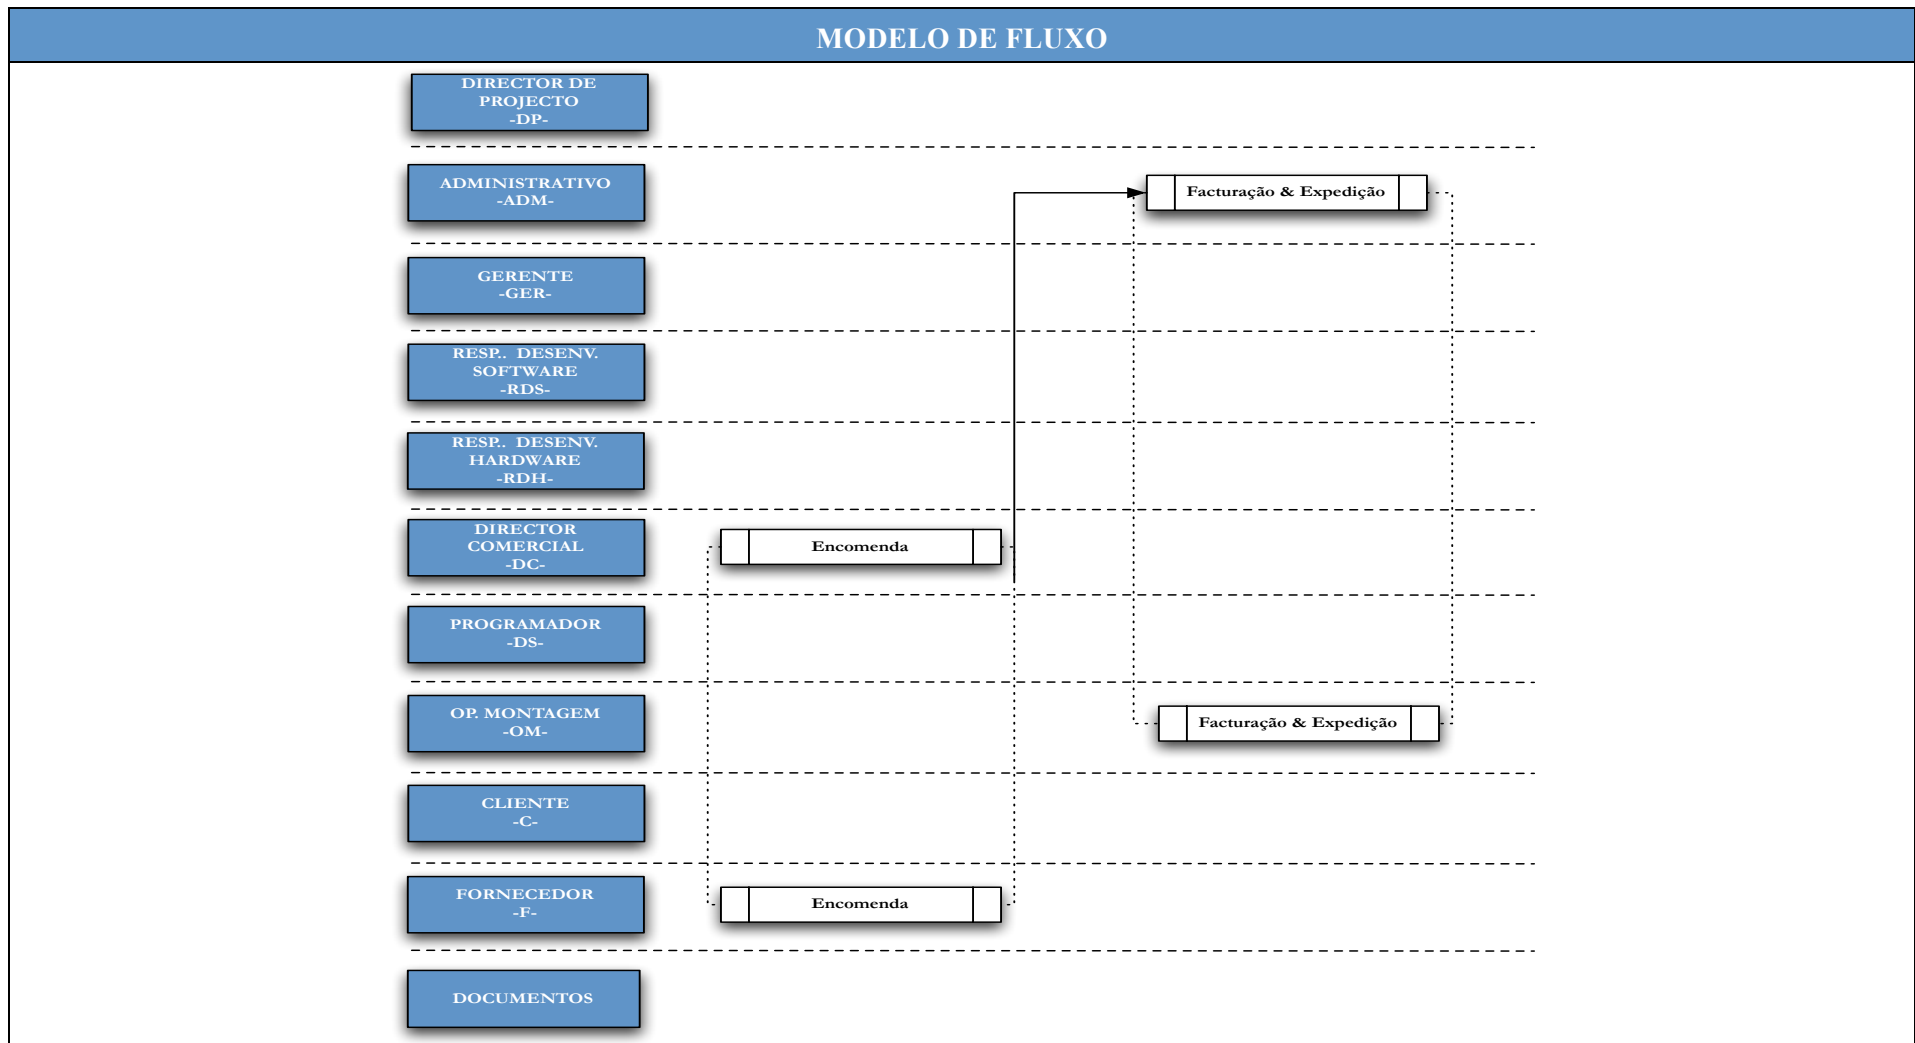 MODELO DE FLUXO
DIRECTOR DE
PROJECTO
-DP-
ADMINISTRATIVO
-ADM-
Facturação & Expedição
GERENTE
-GER-
RESP.. DESENV.
SOFTWARE
-RDS-
RESP.. DESENV.
HARDWARE
-RDH-
DIRECTOR
COMERCIAL
-DC-
Encomenda
PROGRAMADOR
-DS-
OP. MONTAGEM
-OM-
Facturação & Expedição
CLIENTE
-C-
FORNECEDOR
-F-
Encomenda
DOCUMENTOS